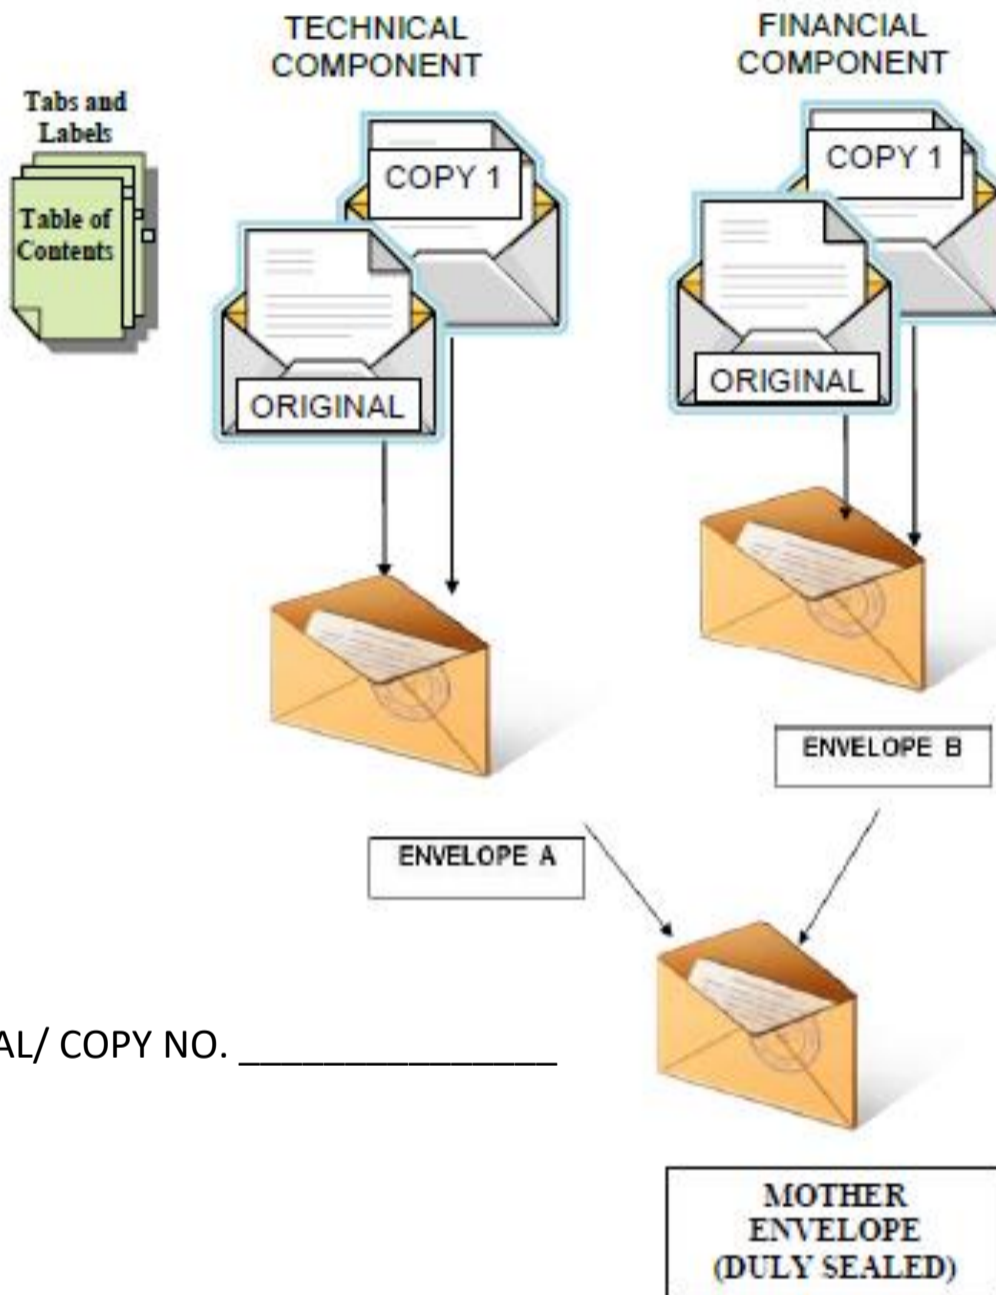 TECHNICAL
COMPONENT
FINANCIAL
COMPONENT
Tabs and
Labels
Table of
Contents
COPY 1
ORIGINAL
COPY 1
ORIGINAL
ENVELOPE B
ENVELOPE A
AL/ COPY NO. _______________
MOTHER
ENVELOPE
(DULY SEALED)